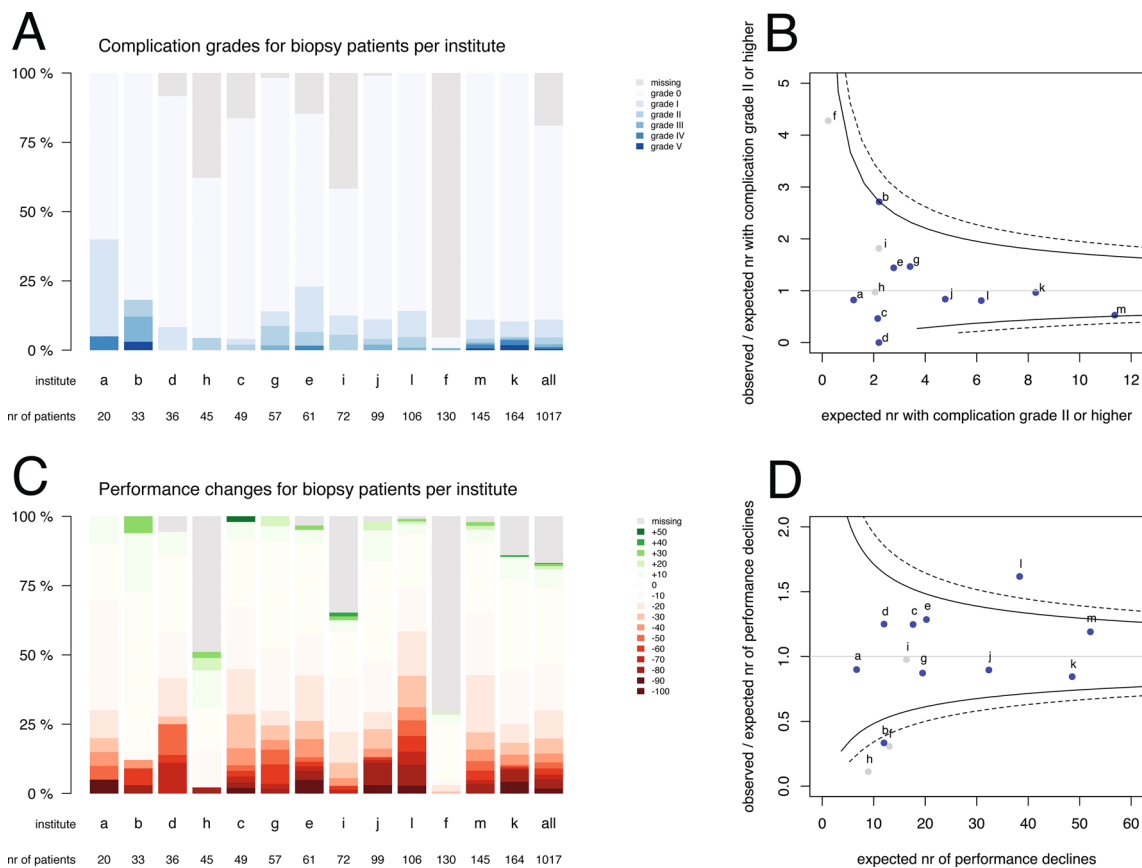 A
Complication grades for biopsy patients per institute
100 %
75 %
50 %
25 %
0 %
institute a b d h c g e i j l f m k all
nr of patients 20 33 36 45 49 57 61 72 99 106 130 145 164 1017
missing
grade 0
grade I
grade II
grade III
grade IV
grade V
B
observed / expected nr with complication grade II or higher
5
4
3
2
1
0
f
b
i
e g
h
a j l k
c m
d
0 2 4 6 8 10 12
expected nr with complication grade II or higher
C
Performance changes for biopsy patients per institute
100 %
75 %
50 %
25 %
0 %
institute a b d h c g e i j l f m k all
nr of patients 20 33 36 45 49 57 61 72 99 106 130 145 164 1017
missing
+50
+40
+30
+20
+10
0
-10
-20
-30
-40
-50
-60
-70
-80
-90
-100
D
observed / expected nr of performance declines
2.0
1.5
1.0
0.5
0.0
l
d c e
m
i
a g j k
b f
h
0 10 20 30 40 50 60
expected nr of performance declines